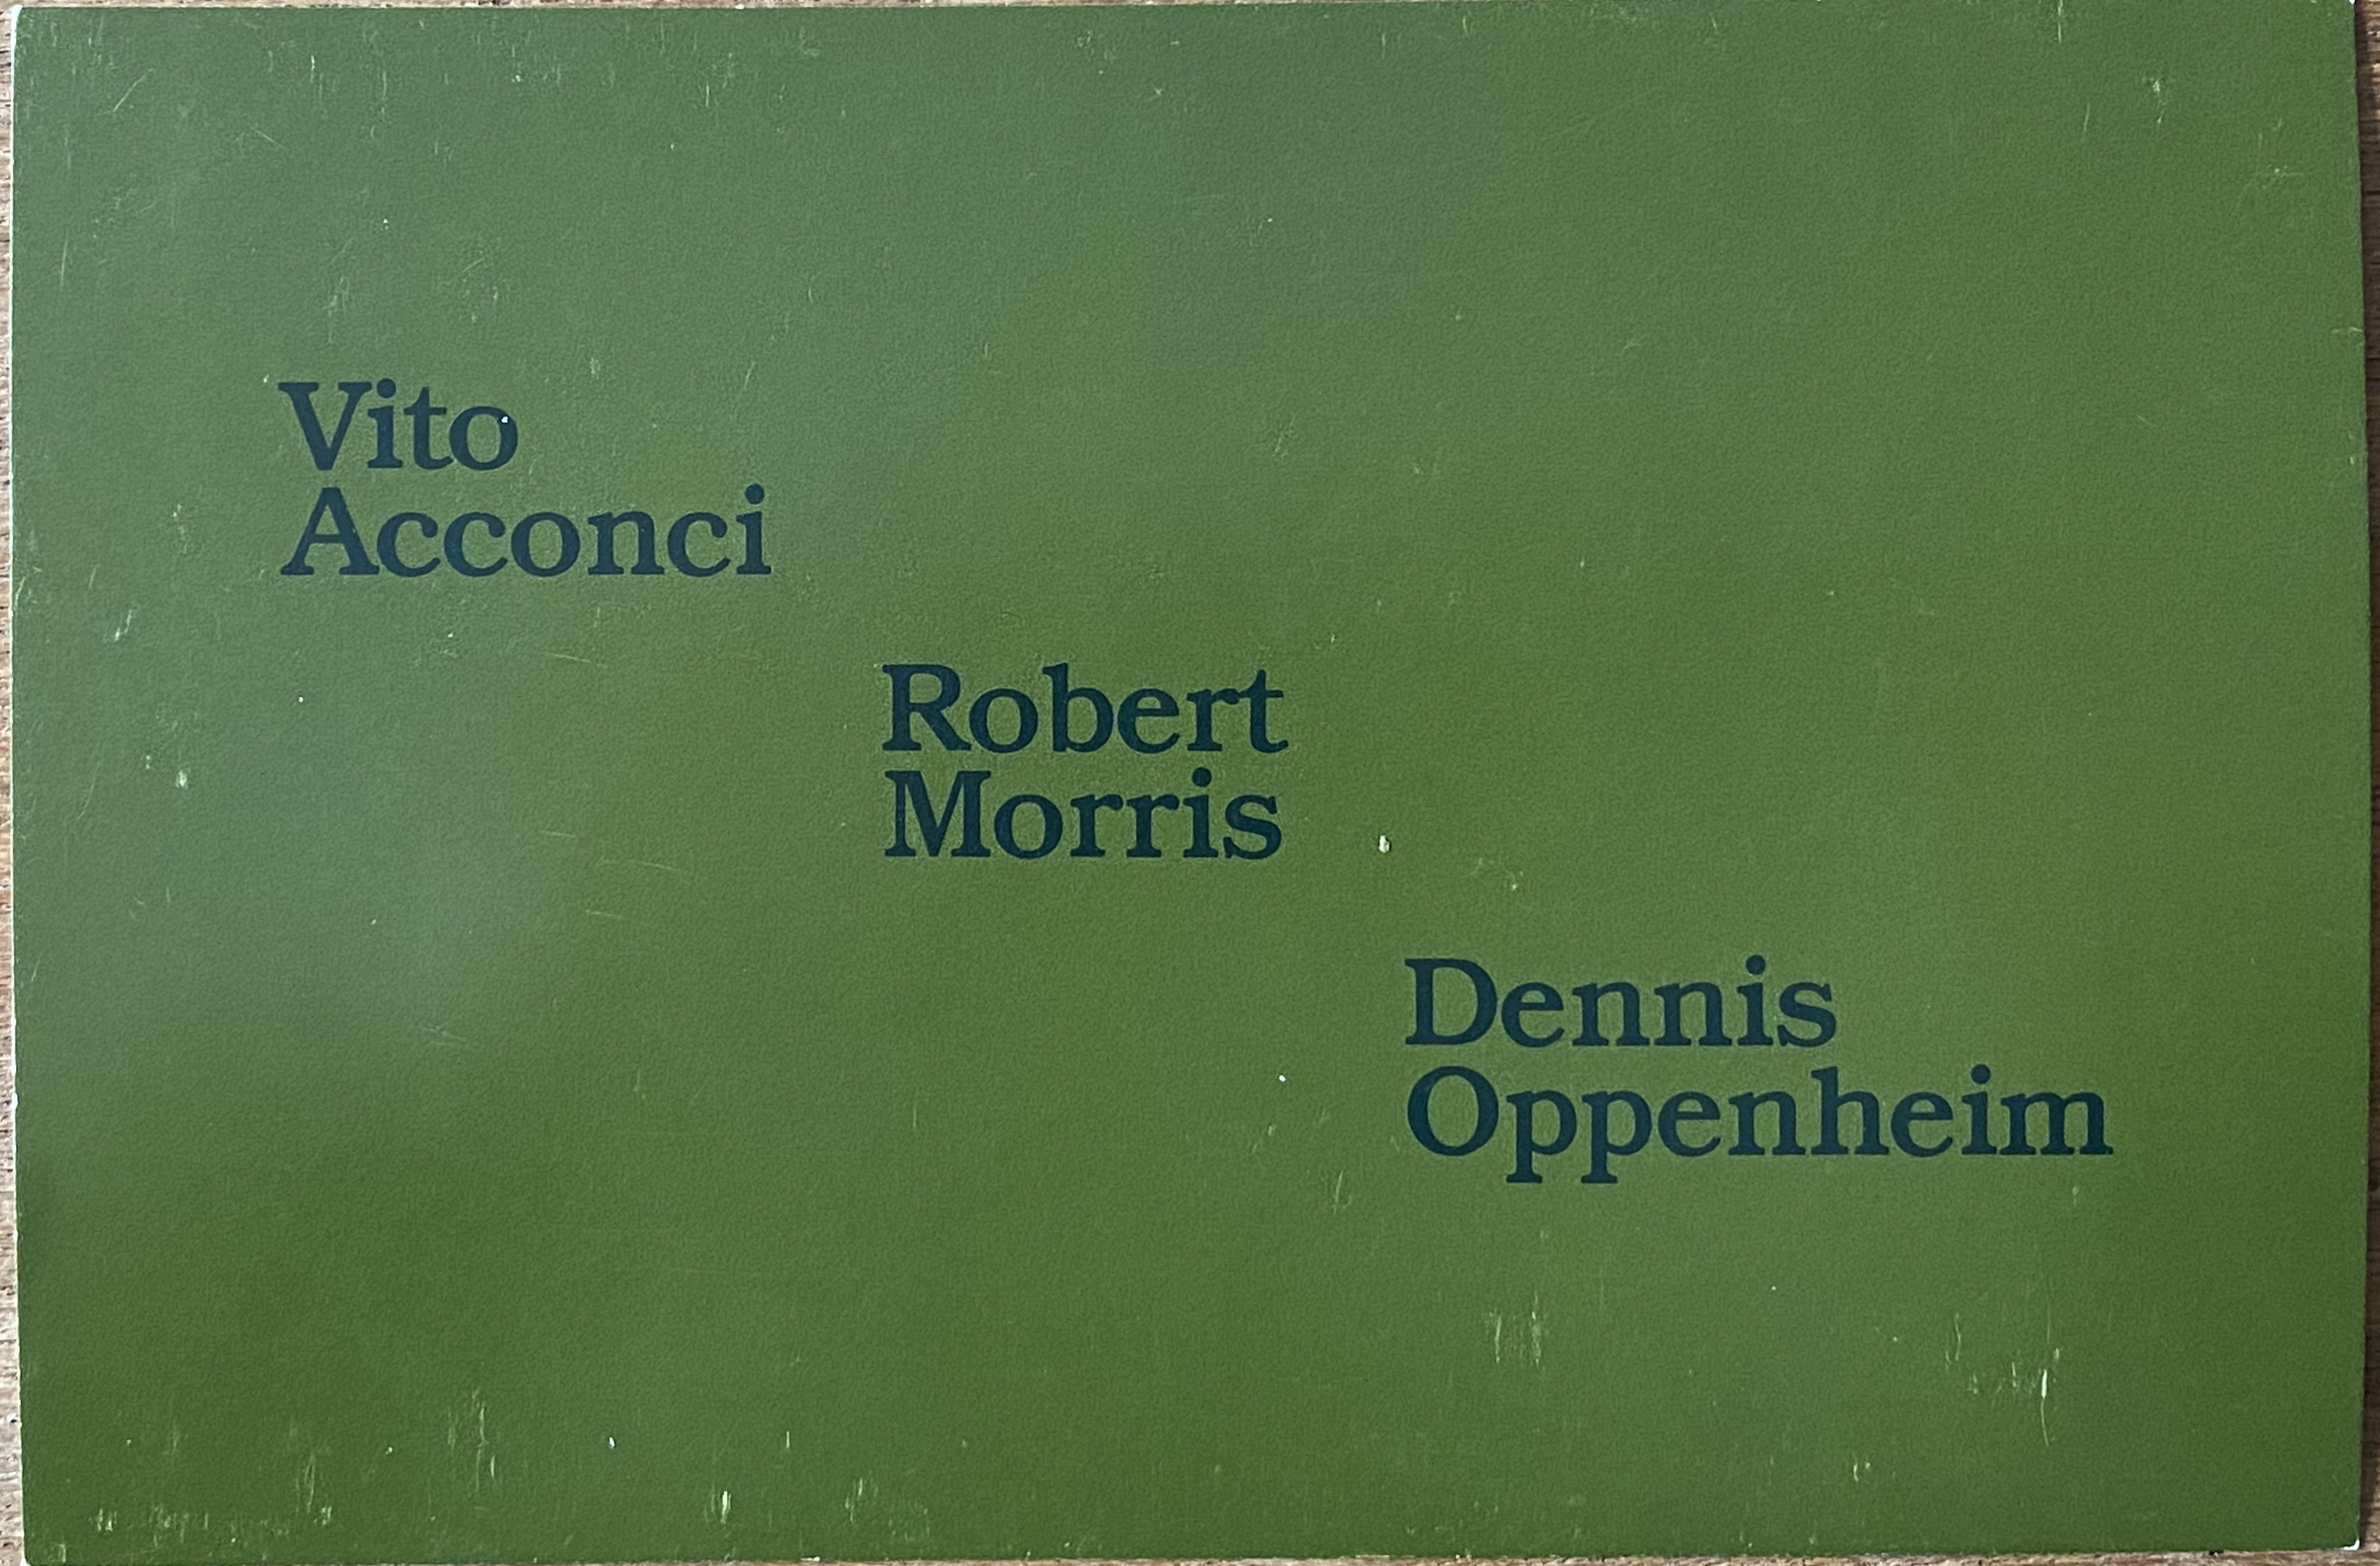 Vito
Acconci
Robert
Morris
Dennis
Oppenheim